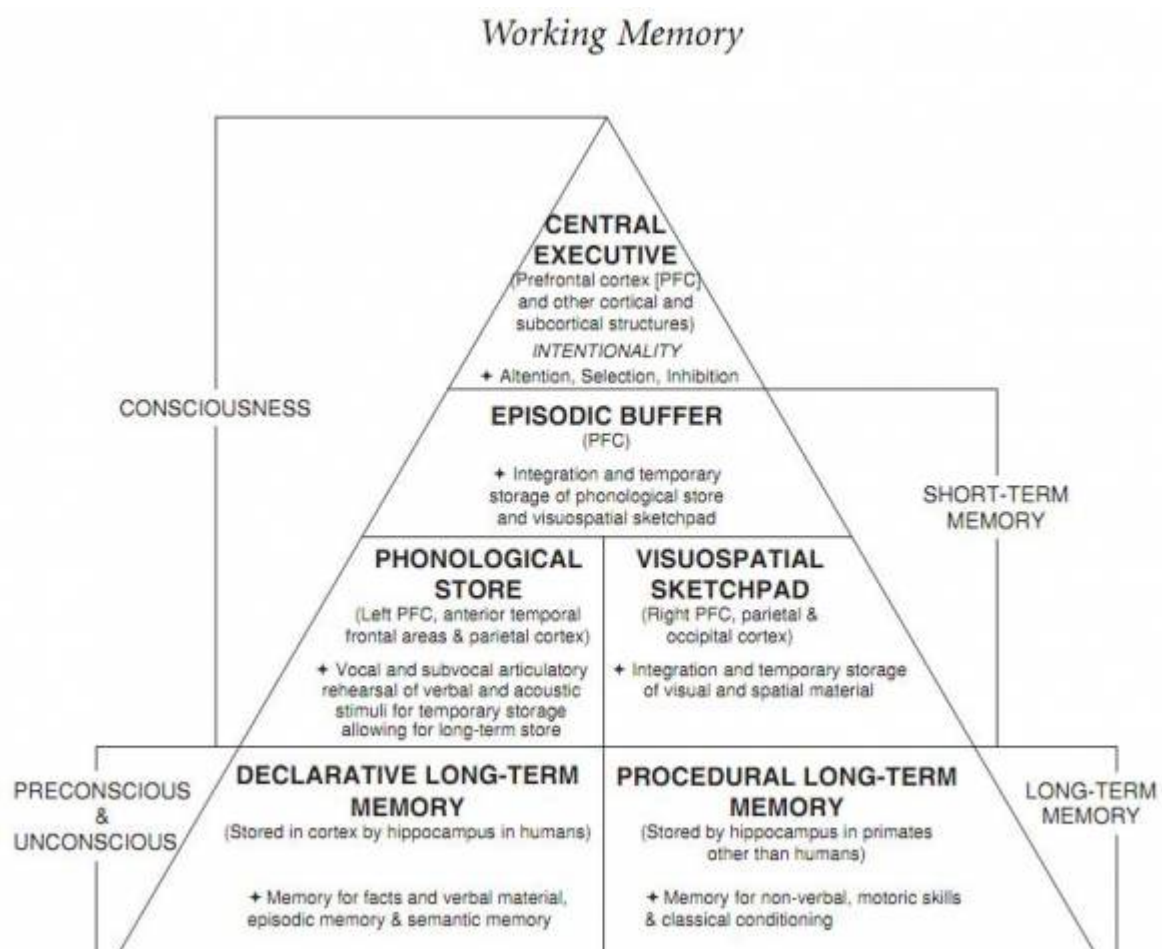 Working Memory
CENTRAL
EXECUTIVE
(Prefrontal cortex [PFC]
and other cortical and
subcortical structures)
INTENTIONALITY
✦ Altention, Selection, Inhibition
CONSCIOUSNESS
EPISODIC BUFFER
(PFC)
✦ Integration and temporary
storage of phonological store
and visuospatial sketchpad
SHORT-TERM
MEMORY
PHONOLOGICAL
STORE
(Left PFC, anterior temporal
frontal areas & parietal cortex)
✦ Vocal and subvocal articulatory
rehearsal of verbal and acoustic
stimuli for temporary storage
allowing for long-term store
VISUOSPATIAL
SKETCHPAD
(Right PFC, parietal &
occipital cortex)
✦ Integration and temporary storage
of visual and spatial material
PRECONSCIOUS
&
UNCONSCIOUS
DECLARATIVE LONG-TERM
MEMORY
(Stored in cortex by hippocampus in humans)
✦ Memory for facts and verbal material,
episodic memory & semantic memory
PROCEDURAL LONG-TERM
MEMORY
(Stored by hippocampus in primates
other than humans)
✦ Memory for non-verbal, motoric skills
& classical conditioning
LONG-TERM
MEMORY